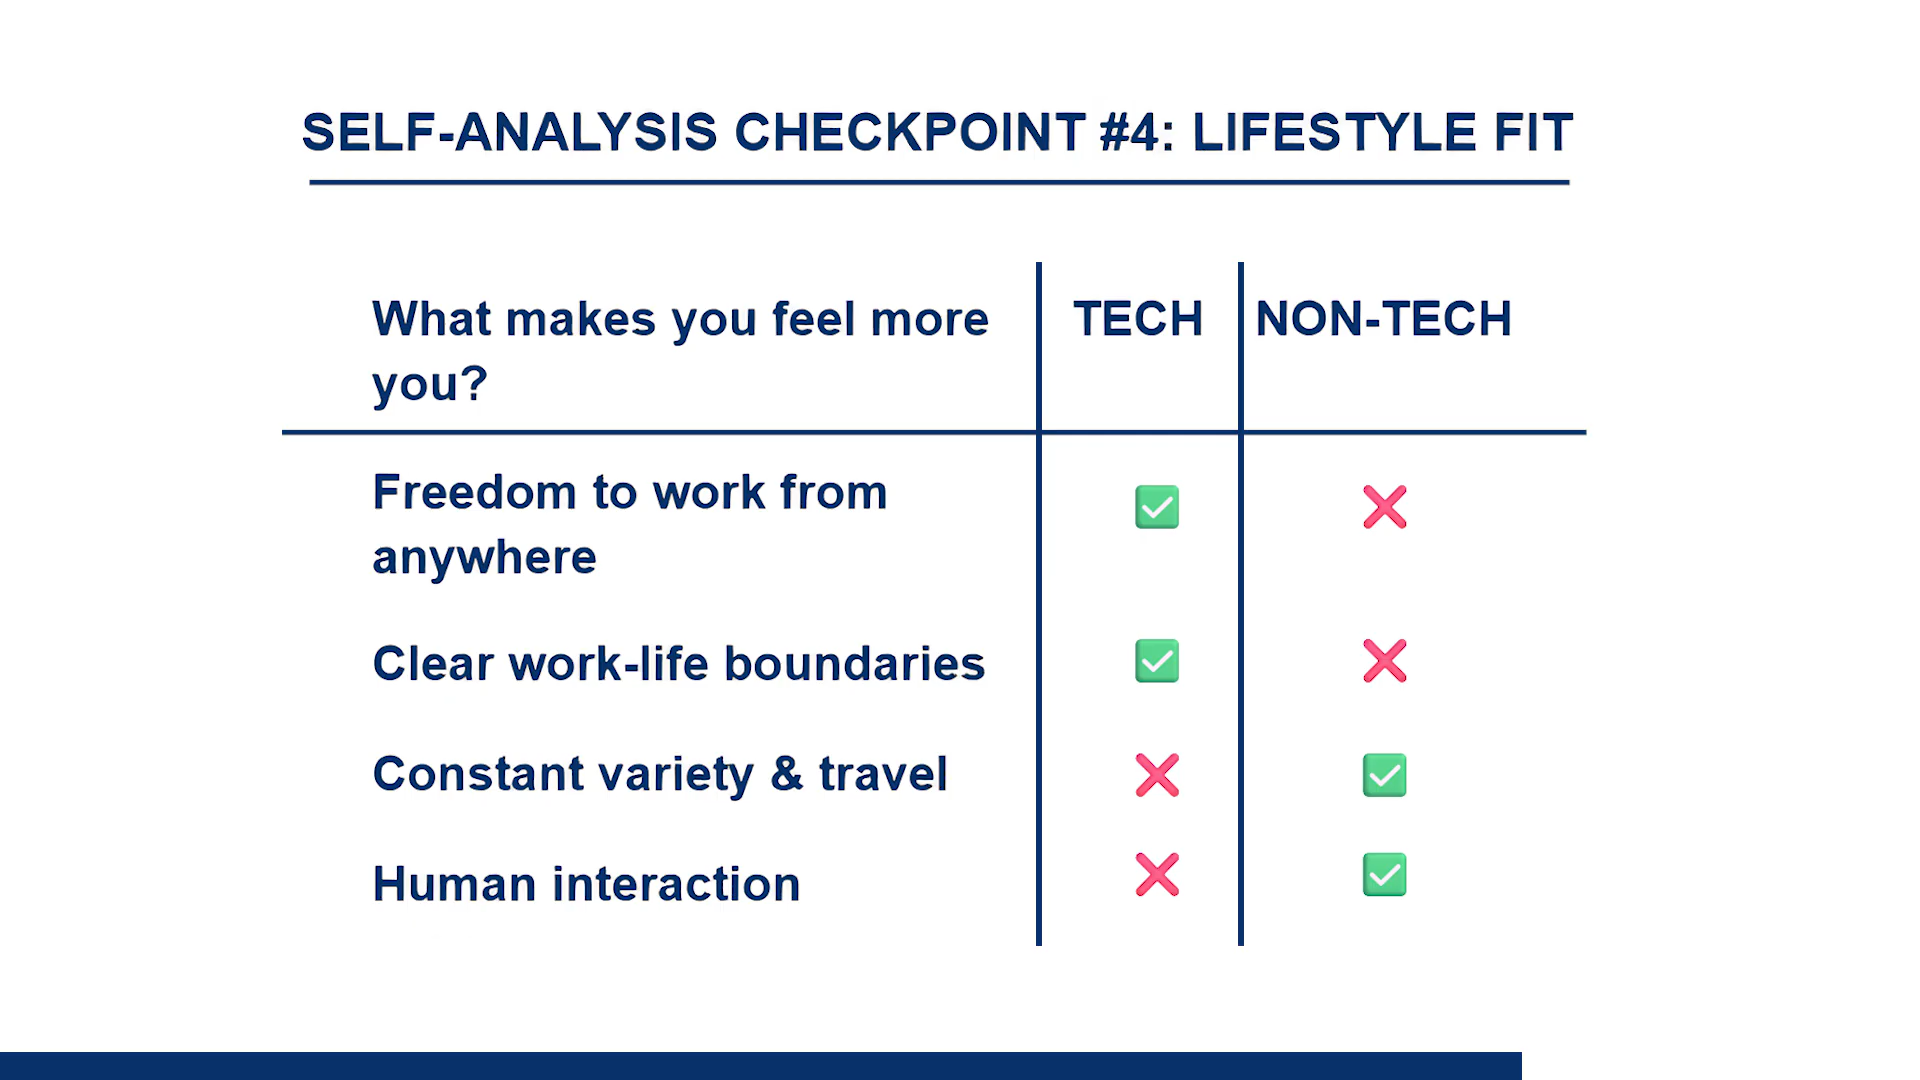 SELF-ANALYSIS CHECKPOINT #4: LIFESTYLE FIT
What makes you feel more
you?
TECH
NON-TECH
Freedom to work from
anywhere
Clear work-life boundaries
Constant variety & travel
Human interaction